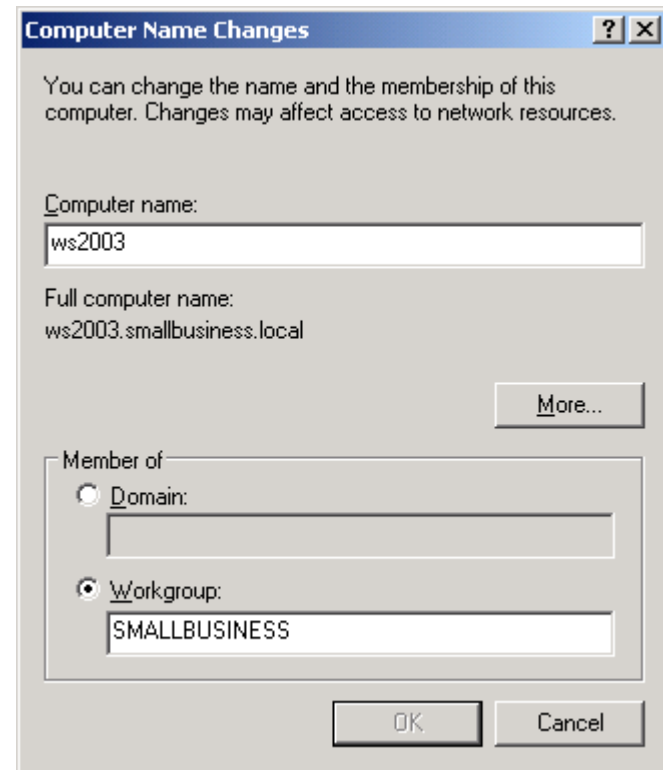 Computer Name Changes
You can change the name and the membership of this
computer. Changes may affect access to network resources.
Computer name:
ws2003
Full computer name:
ws2003.smallbusiness.local
More...
Member of
Domain:
Workgroup:
SMALLBUSINESS
OK Cancel